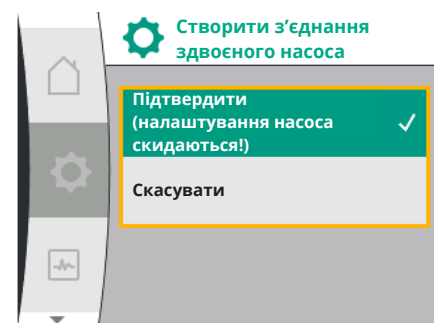 Створити з’єднання
здвоєного насоса
Підтвердити
(налаштування насоса
скидаються!)
Скасувати